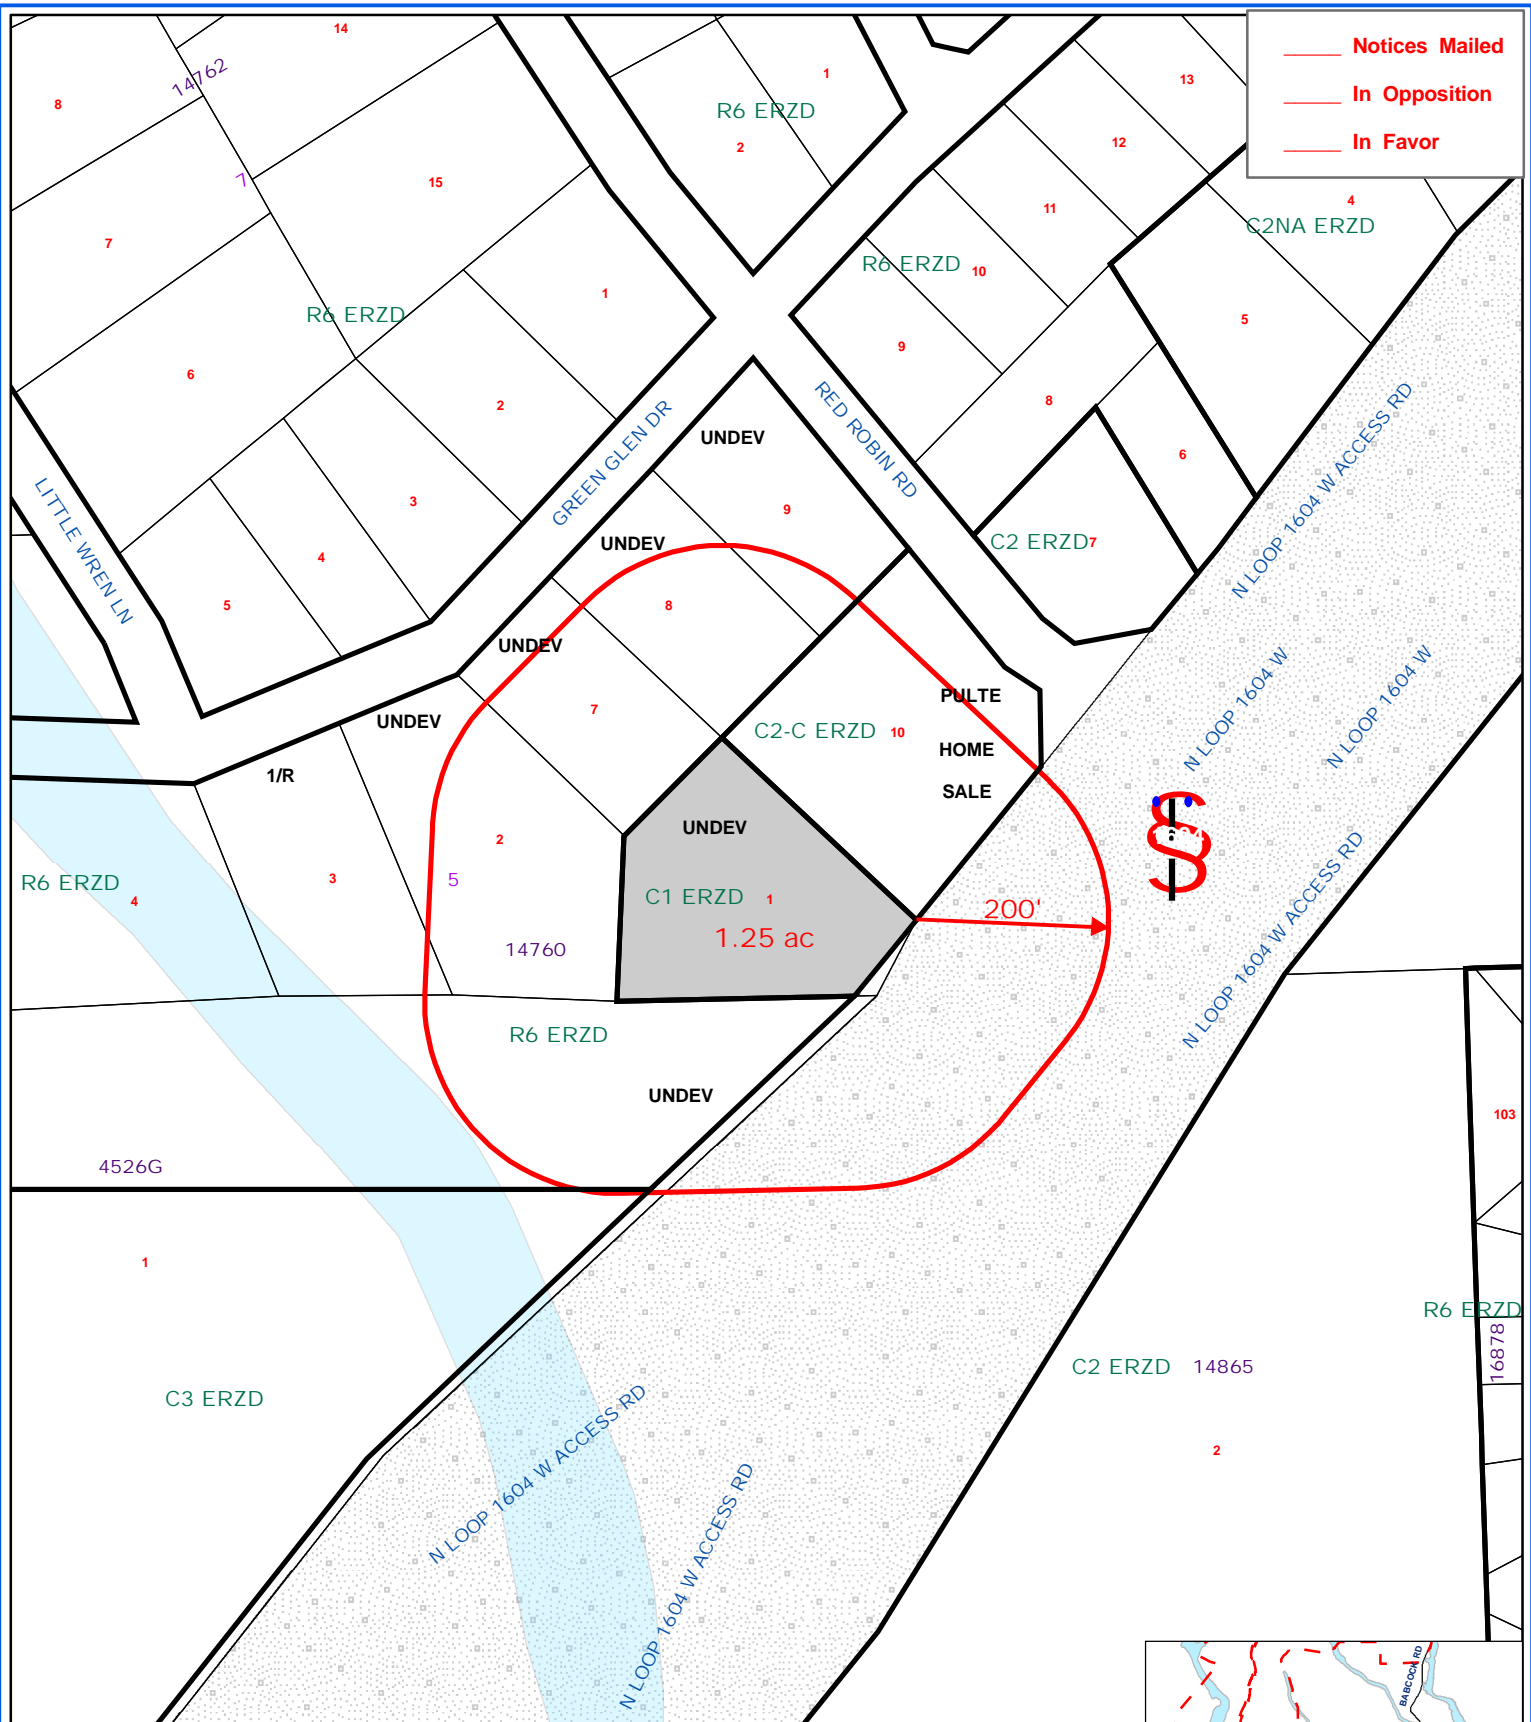 Notices Mailed
In Opposition
In Favor
14
14762
8
7
15
7
1
R6 ERZD
2
13
12
11
4
C2NA ERZD
R6 ERZD
10
5
9
1
R6 ERZD
6
2
8
RED ROBIN RD
GREEN GLEN DR
UNDEV
N LOOP 1604 W ACCESS RD
6
3
9
LITTLE WREN LN
UNDEV
C2 ERZD
7
4
5
8
UNDEV
7
PULTE
UNDEV
C2-C ERZD
10
HOME
SALE
N LOOP 1604 W
N LOOP 1604 W
1/R
UNDEV
2
R6 ERZD
4
3
5
C1 ERZD
1
1.25 ac
200'
14760
N LOOP 1604 W ACCESS RD
R6 ERZD
UNDEV
103
4526G
1
R6 ERZD
16878
C2 ERZD
14865
C3 ERZD
2
N LOOP 1604 W ACCESS RD
N LOOP 1604 W ACCESS RD
BABCOCK RD